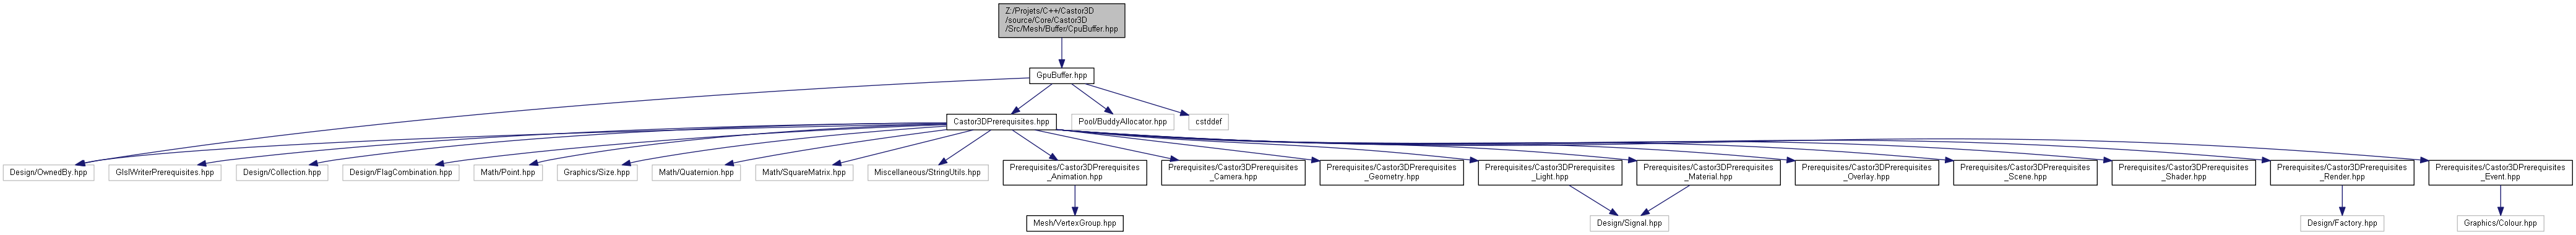 Z:/Projets/C++/Castor3D
/source/Core/Castor3D
/Src/Mesh/Buffer/CpuBuffer.hpp
GpuBuffer.hpp
Castor3DPrerequisites.hpp
Pool/BuddyAllocator.hpp
cstddef
Design/OwnedBy.hpp
GlslWriterPrerequisites.hpp
Design/Collection.hpp
Design/FlagCombination.hpp
Math/Point.hpp
Graphics/Size.hpp
Math/Quaternion.hpp
Math/SquareMatrix.hpp
Miscellaneous/StringUtils.hpp
Prerequisites/Castor3DPrerequisites
_Animation.hpp
Prerequisites/Castor3DPrerequisites
_Camera.hpp
Prerequisites/Castor3DPrerequisites
_Geometry.hpp
Prerequisites/Castor3DPrerequisites
_Light.hpp
Prerequisites/Castor3DPrerequisites
_Material.hpp
Prerequisites/Castor3DPrerequisites
_Overlay.hpp
Prerequisites/Castor3DPrerequisites
_Scene.hpp
Prerequisites/Castor3DPrerequisites
_Shader.hpp
Prerequisites/Castor3DPrerequisites
_Render.hpp
Prerequisites/Castor3DPrerequisites
_Event.hpp
Mesh/VertexGroup.hpp
Design/Signal.hpp
Design/Factory.hpp
Graphics/Colour.hpp